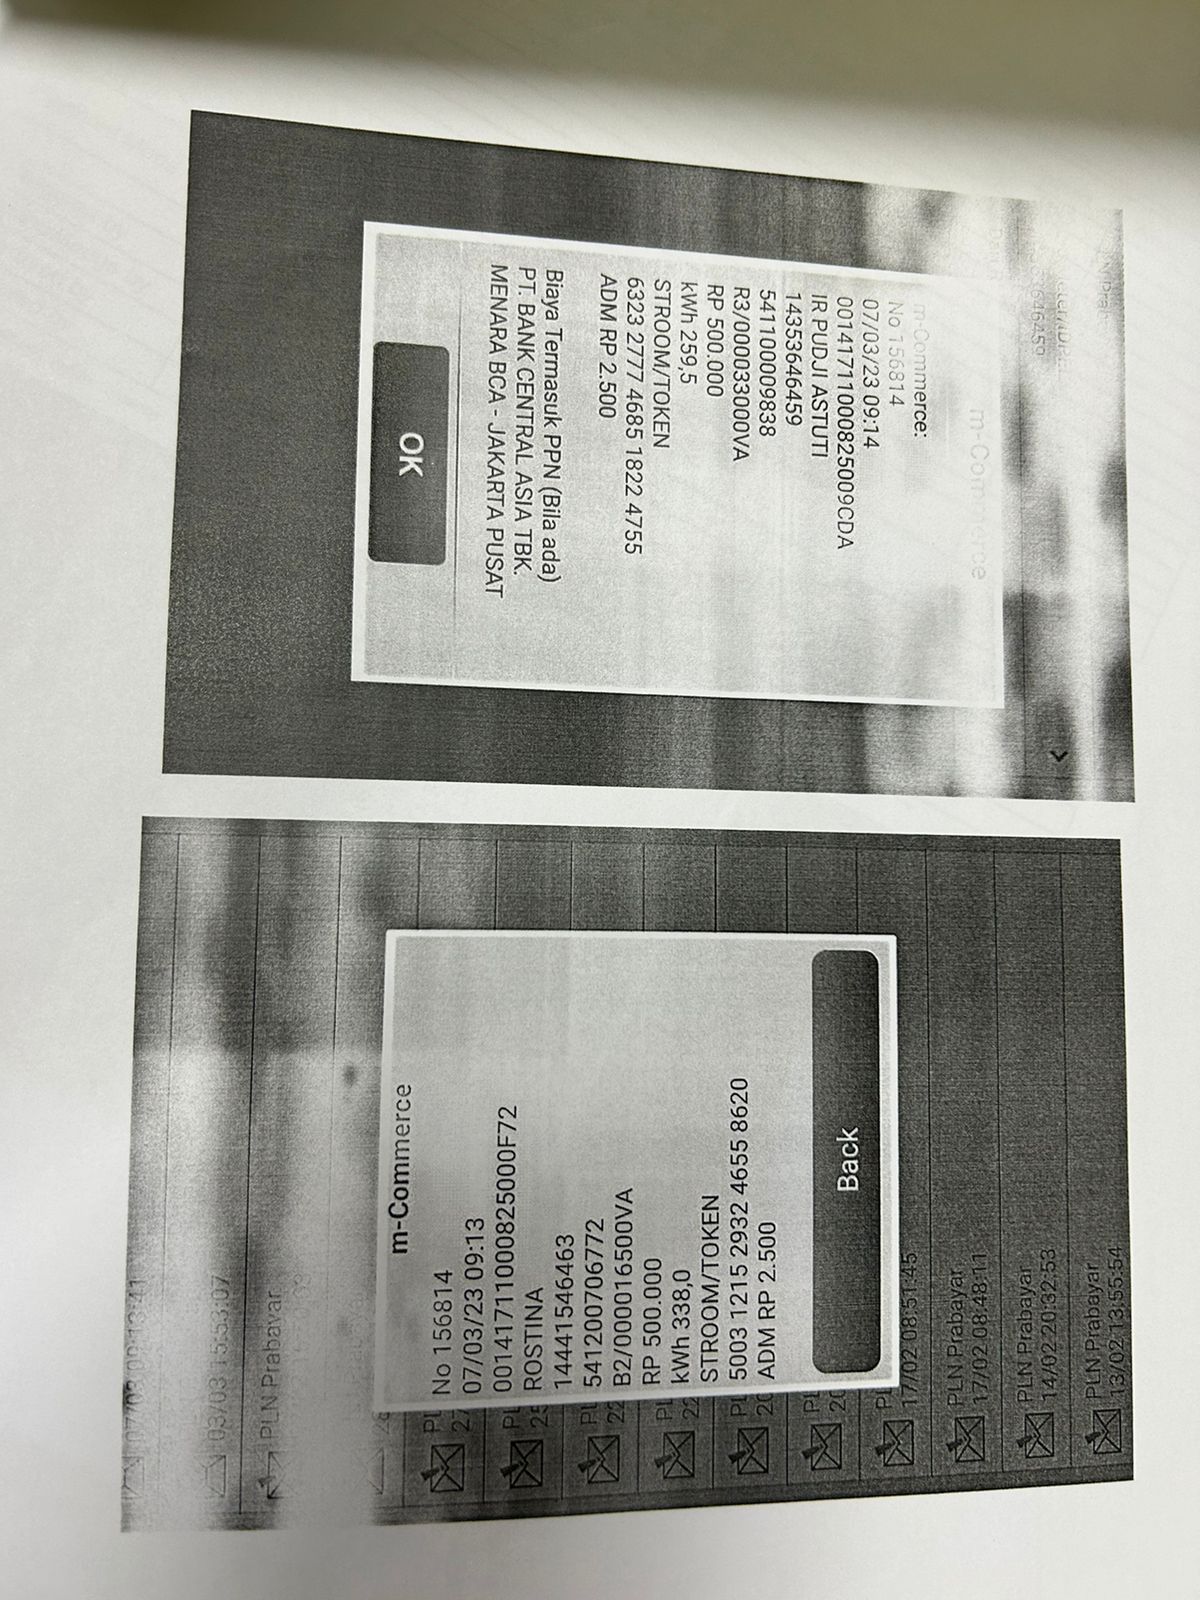 m-Commerce:
No 156814
07/03/23 09:14
0014171100082500​9CDA
IR PUDJI ASTUTI
14353646459
541100009838
R3/000033000VA
RP 500.000
kWh 259,5
STROOM/TOKEN
6323 2777 4685 1822 4755
ADM RP 2.500
Biaya Termasuk PPN (Bila ada)
PT. BANK CENTRAL ASIA TBK.
MENARA BCA - JAKARTA PUSAT
OK
07/03 09:13:41
03/03 15:53:07
PLN Prabayar
m-Commerce
No 156814
07/03/23 09:13
00141711000825000F72
ROSTINA
14441546463
541200706772
B2/000016500VA
RP 500.000
kWh 338,0
STROOM/TOKEN
5003 1215 2932 4655 8620
ADM RP 2.500
Back
17/02 08:51:45
PLN Prabayar
17/02 08:48:11
PLN Prabayar
14/02 20:32:53
PLN Prabayar
13/02 13:55:54